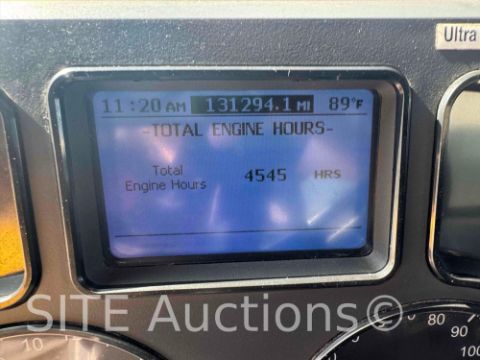 Ultra
11:20 AM 131294.1 MI 89°F
-TOTAL ENGINE HOURS-
Total
Engine Hours 4545 HRS
SITE Auctions©
10
80
90
100